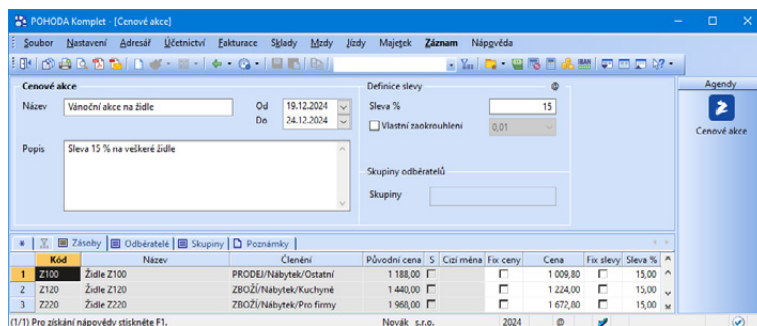 POHODA Komplet - [Cenové akce]
Soubor Nastavení Adresář Účetnictví Fakturace Sklady Mzdy Jízdy Majetek Záznam Nápověda
Cenové akce
Název Vánoční akce na židle Od 19.12.2024
Do 24.12.2024
Popis Sleva 15 % na veškeré židle
Definice slevy
Sleva % 15
Vlastní zaokrouhlení 0,01
Skupiny odběratelů
Skupiny
Agendy
Cenové akce
Zásoby Odběratelé Skupiny Poznámky
Kód Název Členění Původní cena S Cizí měna Fix ceny Cena Fix slevy Sleva %
1 Z100 Židle Z100 PRODEJ/Nábytek/Ostatní 1 188,00 1 009,80 15,00
2 Z120 Židle Z120 ZBOŽÍ/Nábytek/Kuchyně 1 440,00 1 224,00 15,00
3 Z220 Židle Z220 ZBOŽÍ/Nábytek/Pro firmy 1 968,00 1 672,80 15,00
(1/1) Pro získání nápovědy stiskněte F1. Novák s.r.o. 2024 @